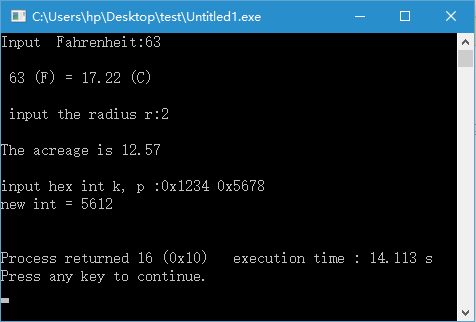 C:\Users\hp\Desktop\test\Untitled1.exe
Input  Fahrenheit:63
 63 (F) = 17.22 (C)
 input the radius r:2
The acreage is 12.57
input hex int k, p :0x1234 0x5678
new int = 5612
Process returned 16 (0x10)   execution time : 14.113 s
Press any key to continue.